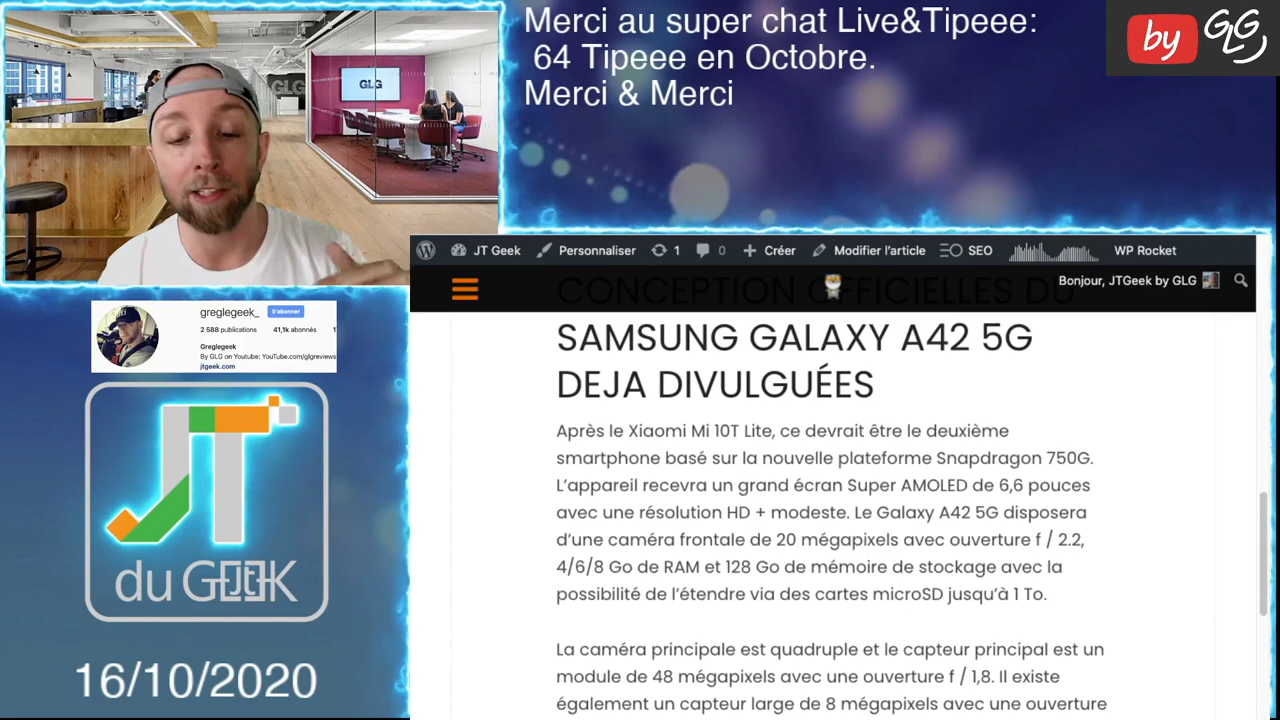 Merci au super chat Live&Tipeee:
64 Tipeee en Octobre.
Merci & Merci
by GLG
GLG
GLG
JT Geek
Personnaliser
1
0
Créer
Modifier l'article
SEO
WP Rocket
Bonjour, JTGeek by GLG
CONCEPTION OFFICIELLES DU
SAMSUNG GALAXY A42 5G
DEJA DIVULGUÉES
Après le Xiaomi Mi 10T Lite, ce devrait être le deuxième
smartphone basé sur la nouvelle plateforme Snapdragon 750G.
L'appareil recevra un grand écran Super AMOLED de 6,6 pouces
avec une résolution HD + modeste. Le Galaxy A42 5G disposera
d'une caméra frontale de 20 mégapixels avec ouverture f / 2.2,
4/6/8 Go de RAM et 128 Go de mémoire de stockage avec la
possibilité de l'étendre via des cartes microSD jusqu'à 1 To.
La caméra principale est quadruple et le capteur principal est un
module de 48 mégapixels avec une ouverture f / 1,8. Il existe
également un capteur large de 8 mégapixels avec une ouverture
greglegeek_
S'abonner
2 588 publications
41,1k abonnés
1
Greglegeek
By GLG on Youtube: YouTube.com/glgreviews
jtgeek.com
JT
du GEEK
16/10/2020